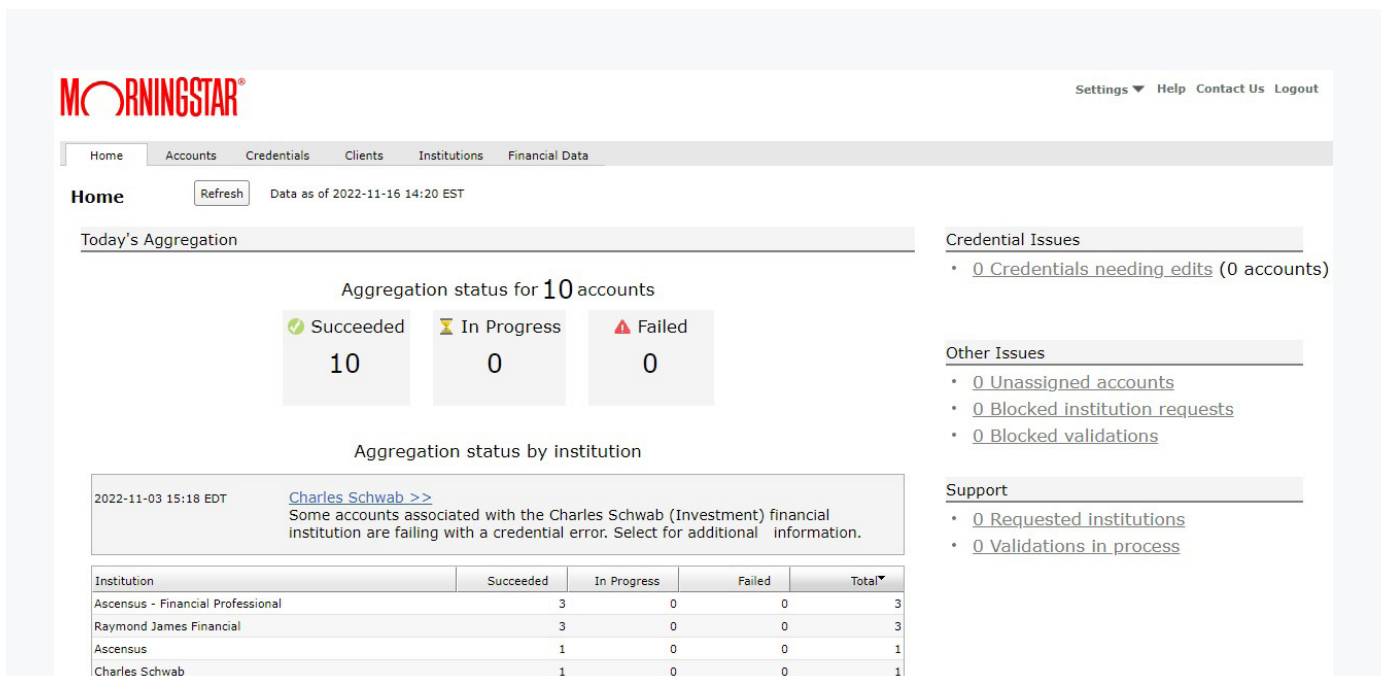 MORNINGSTAR®
Settings Help Contact Us Logout
Home Accounts Credentials Clients Institutions Financial Data
Home Refresh Data as of 2022-11-16 14:20 EST
Today's Aggregation
Aggregation status for 10 accounts
Succeeded In Progress Failed
10 0 0
Aggregation status by institution
2022-11-03 15:18 EDT Charles Schwab >>
Some accounts associated with the Charles Schwab (Investment) financial
institution are failing with a credential error. Select for additional information.
Institution Succeeded In Progress Failed Total
Ascensus - Financial Professional 3 0 0 3
Raymond James Financial 3 0 0 3
Ascensus 1 0 0 1
Charles Schwab 1 0 0 1
Credential Issues
• 0 Credentials needing edits (0 accounts)
Other Issues
• 0 Unassigned accounts
• 0 Blocked institution requests
• 0 Blocked validations
Support
• 0 Requested institutions
• 0 Validations in process